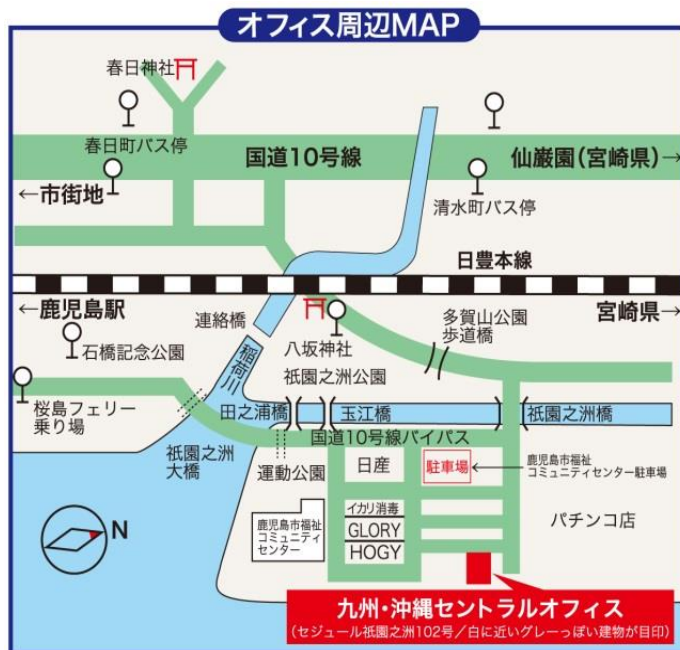 オフィス周辺MAP
春日神社
春日町バス停
国道10号線
仙巌園(宮崎県)→
←市街地
清水町バス停
日豊本線
←鹿児島駅
宮崎県→
連絡橋
石橋記念公園
八坂神社
多賀山公園
歩道橋
稲荷川
祇園之洲公園
桜島フェリー
乗り場
田之浦橋
玉江橋
祇園之洲橋
祇園之洲
大橋
国道10号線バイパス
運動公園
日産
駐車場
鹿児島市福祉
コミュニティセンター駐車場
鹿児島市福祉
コミュニティ
センター
イカリ消毒
GLORY
HOGY
パチンコ店
N
九州・沖縄セントラルオフィス
(セジュール祇園之洲102号/白に近いグレーっぽい建物が目印)